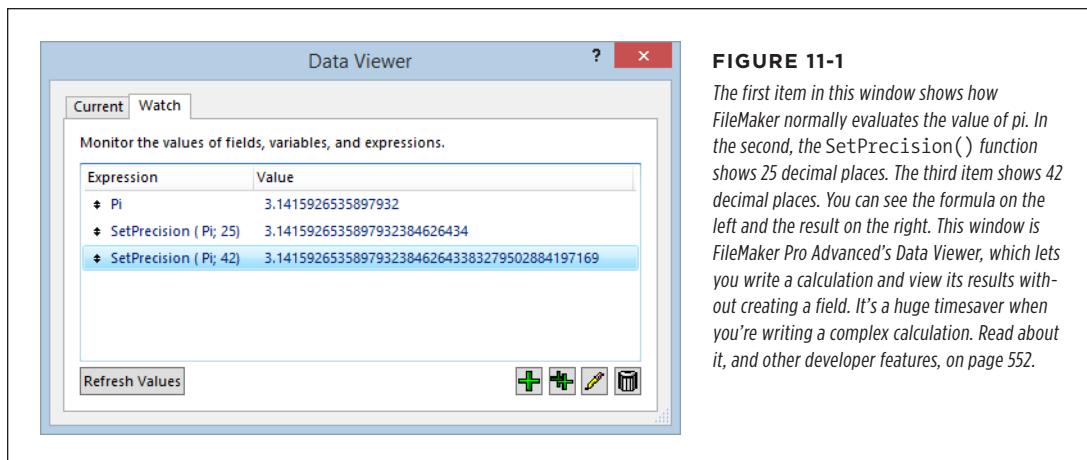 Data Viewer
?
×
Current
Watch
Monitor the values of fields, variables, and expressions.
Expression Value
Pi 3.1415926535897932
SetPrecision ( Pi; 25) 3.1415926535897932384626434
SetPrecision ( Pi; 42) 3.141592653589793238462643383279502884197169
Refresh Values
FIGURE 11-1
The first item in this window shows how
FileMaker normally evaluates the value of pi. In
the second, the SetPrecision() function
shows 25 decimal places. The third item shows 42
decimal places. You can see the formula on the
left and the result on the right. This window is
FileMaker Pro Advanced’s Data Viewer, which lets
you write a calculation and view its results with-
out creating a field. It’s a huge timesaver when
you’re writing a complex calculation. Read about
it, and other developer features, on page 552.